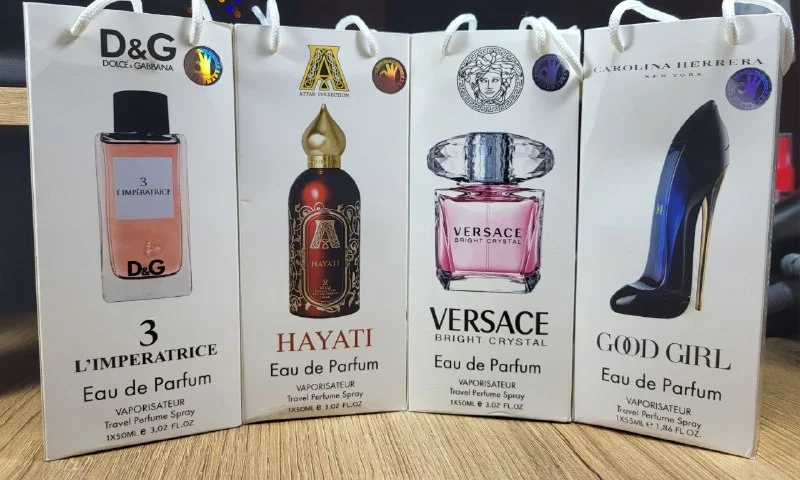 D&G
DOLCE & GABBANA
3
L'IMPÉRATRICE
D&G
3
L'IMPERATRICE
Eau de Parfum
VAPORISATEUR
Travel Perfume Spray
1X50ML e 3,02 FL.OZ
A
ATTAR COLLECTION
A
HAYATI
HAYATI
Eau de Parfum
VAPORISATEUR
Travel Perfume Spray
1X50ML e 3,02 FL.OZ
VERSACE
BRIGHT CRYSTAL
VERSACE
BRIGHT CRYSTAL
Eau de Parfum
VAPORISATEUR
Travel Perfume Spray
1X50ML e 3,02 FL.OZ
CAROLINA HERRERA
NEW YORK
GOOD GIRL
Eau de Parfum
VAPORISATEUR
Travel Perfume Spray
1X55ML e 1,86 FL.OZ.